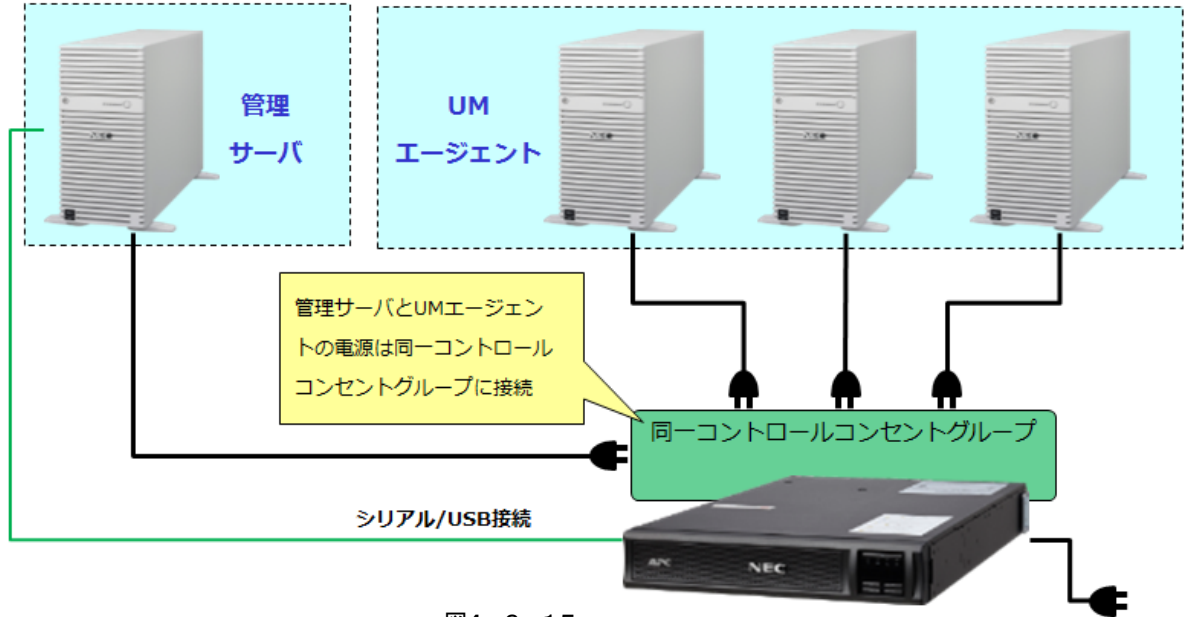 管理
サーバ
UM
エージェント
管理サーバとUMエージェン
トの電源は同一コントロール
コンセントグループに接続
同一コントロールコンセントグループ
シリアル/USB接続
APC
NEC